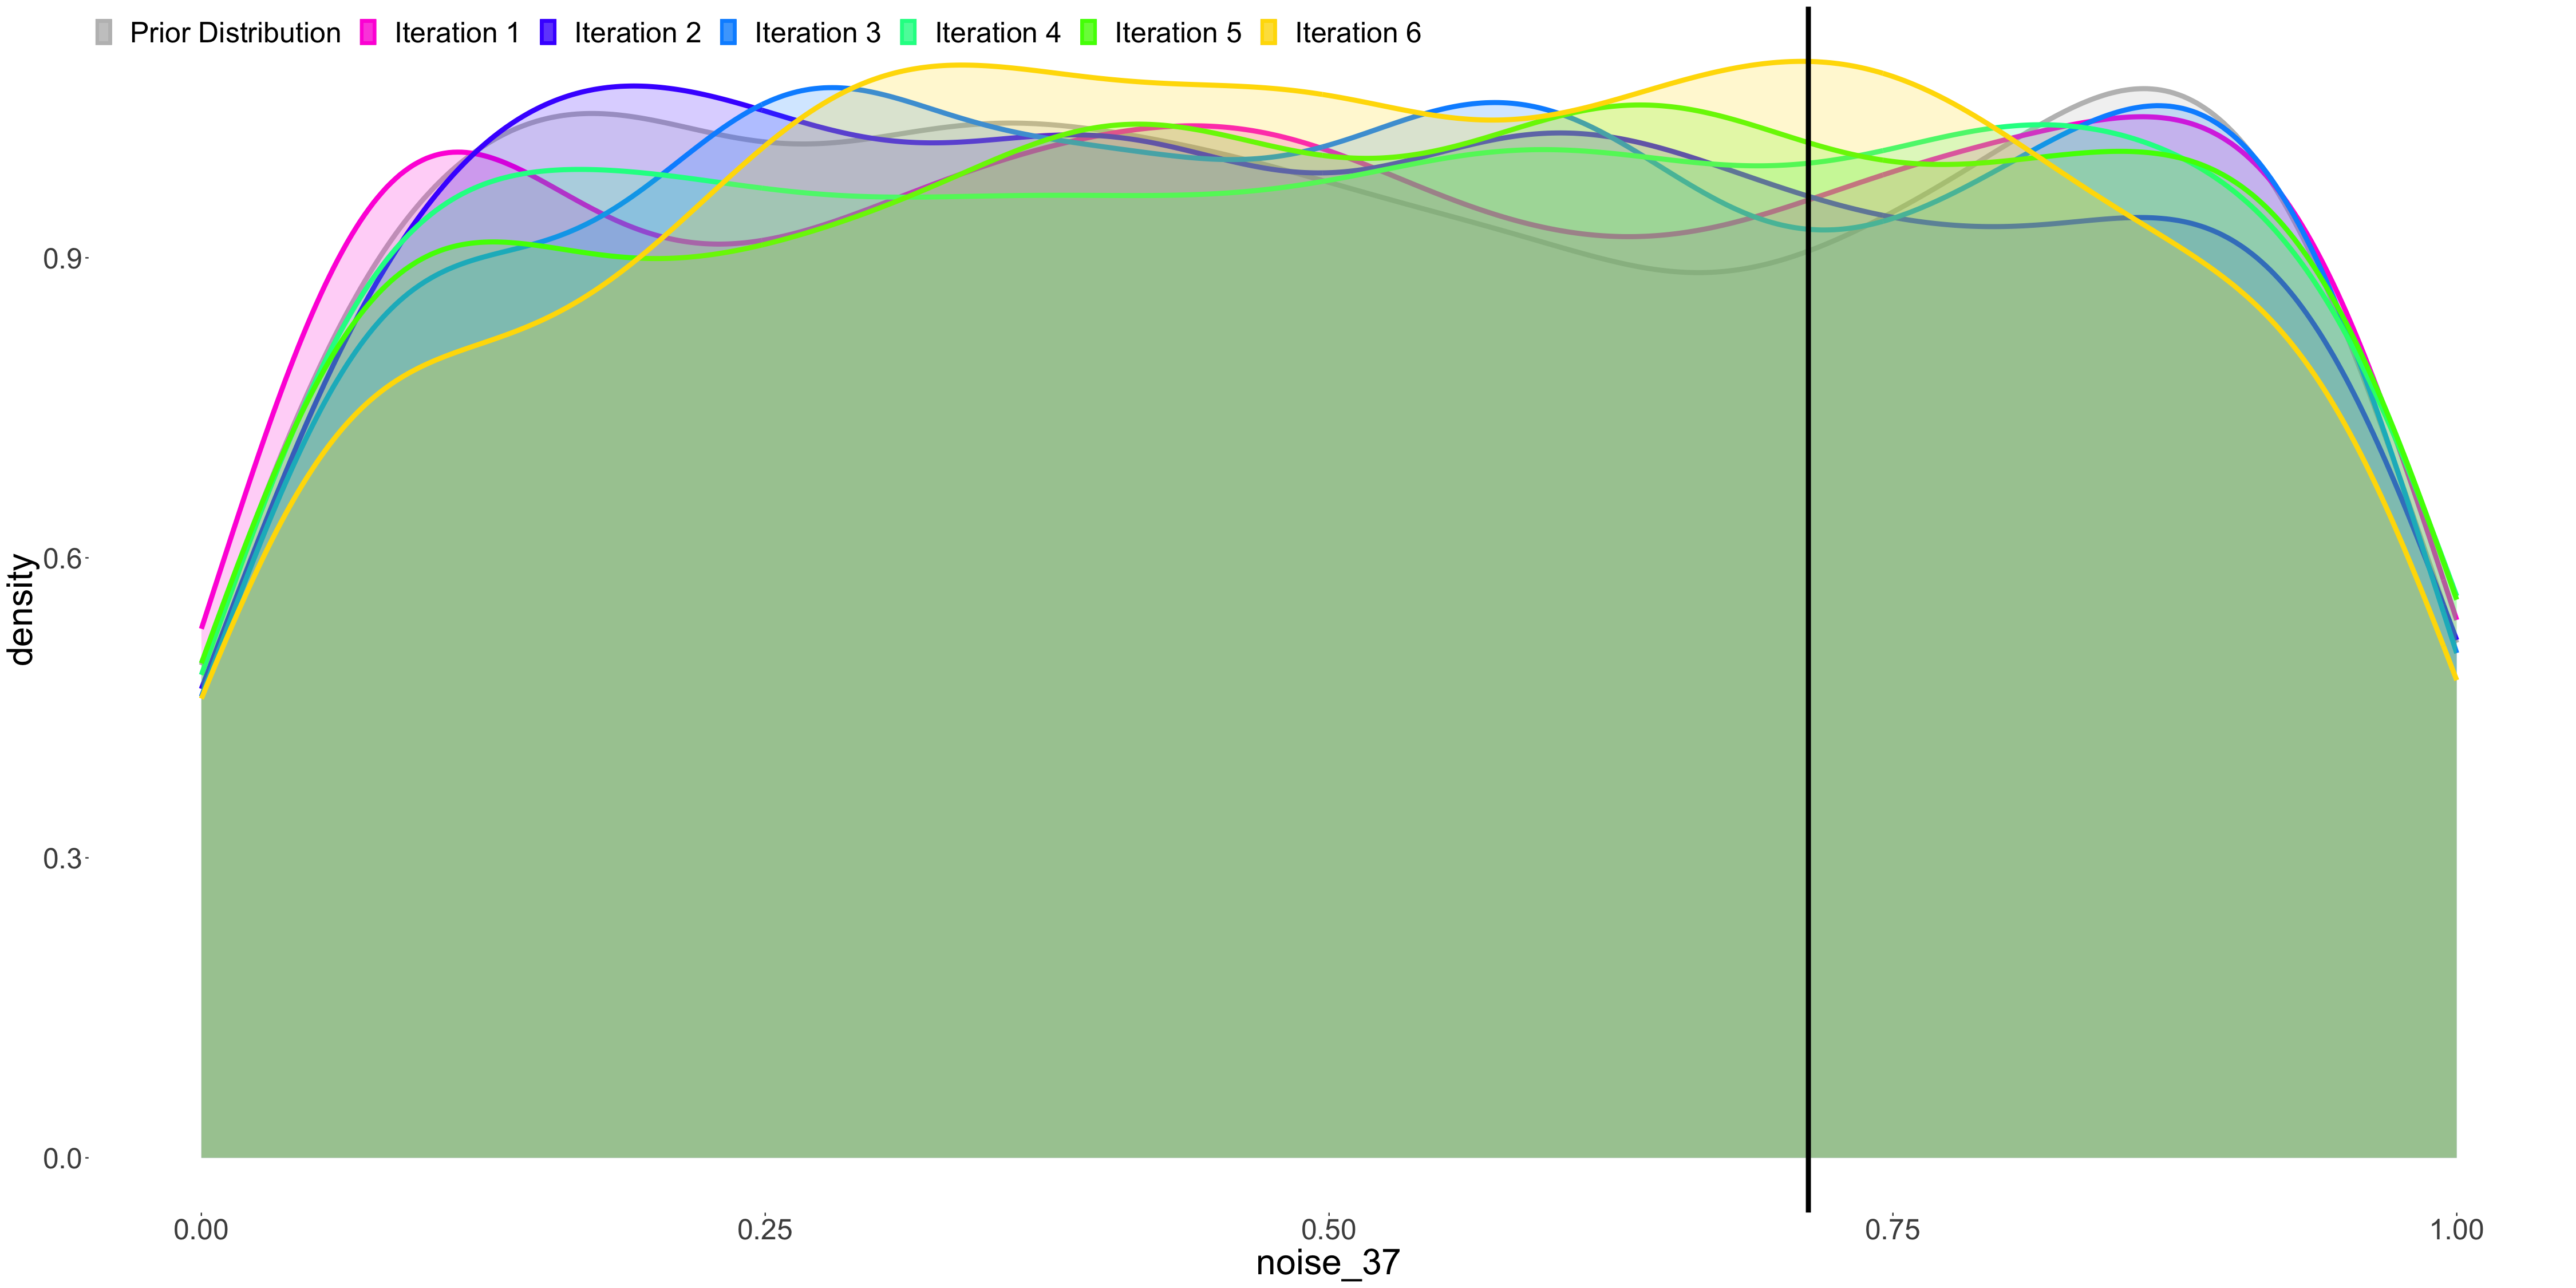 Prior Distribution Iteration 1 Iteration 2 Iteration 3 Iteration 4 Iteration 5 Iteration 6
density
0.9
0.6
0.3
0.0
0.00 0.25 0.50 0.75 1.00
noise_37